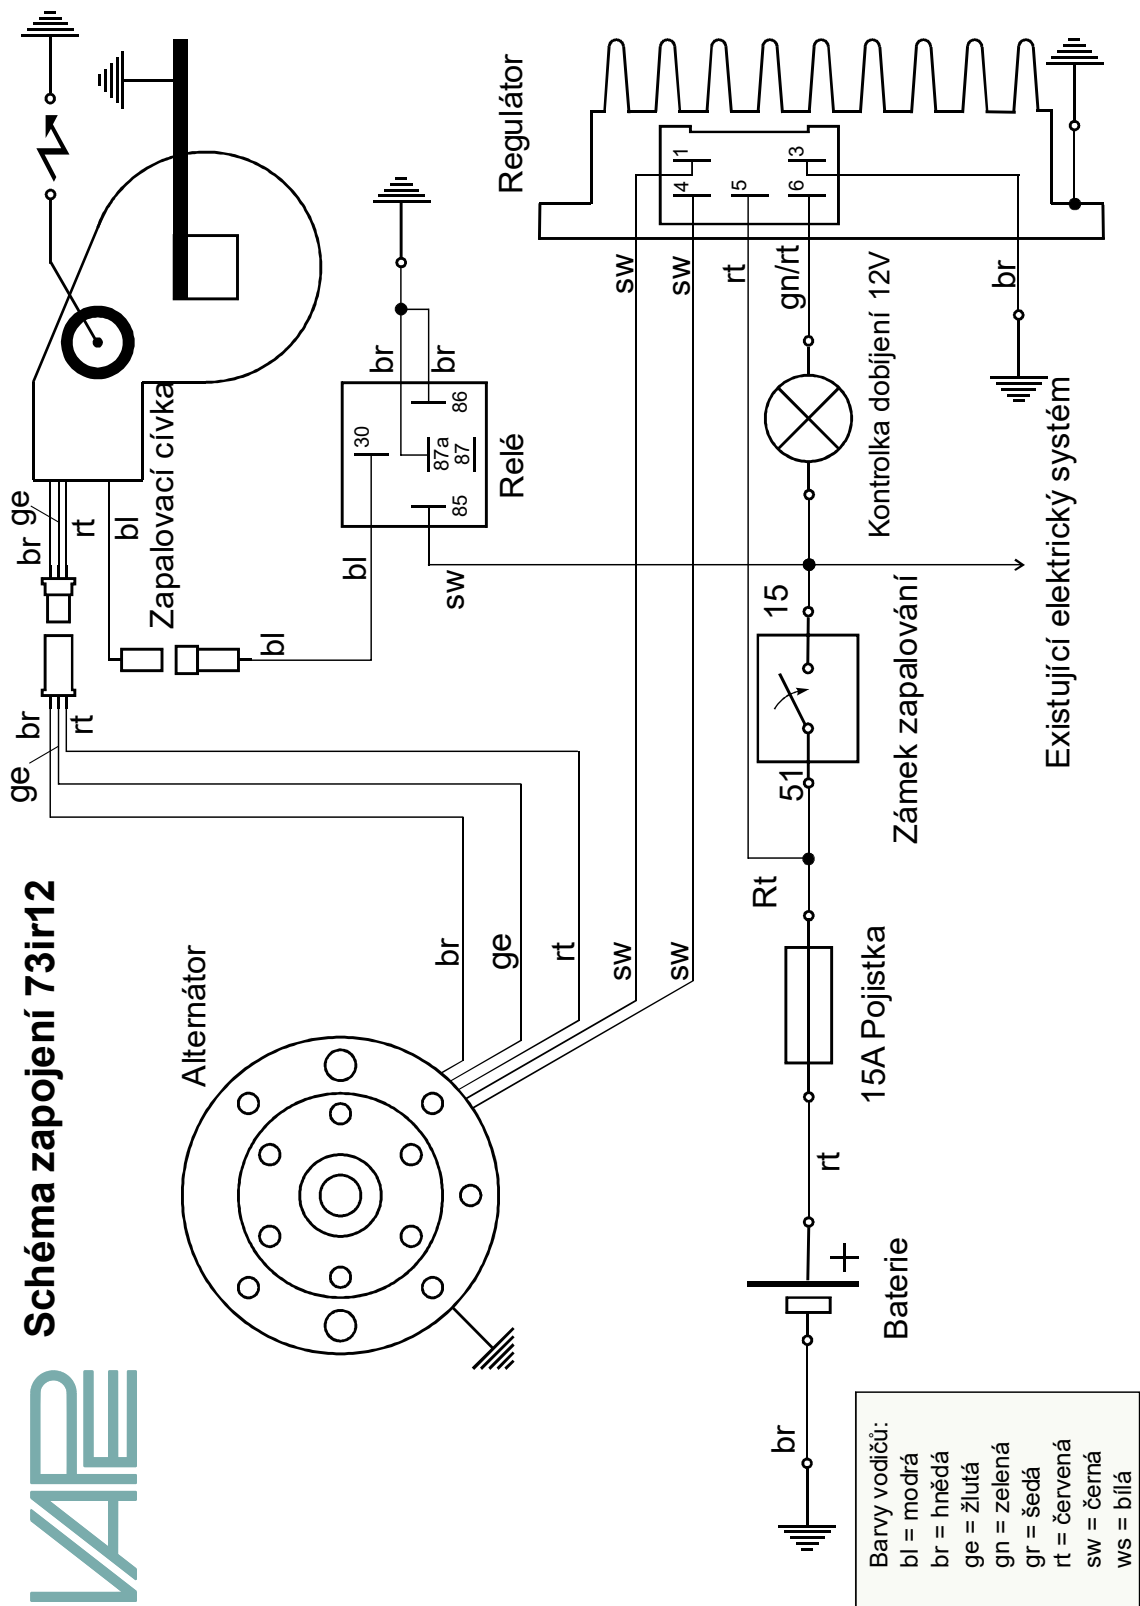 VAPE
Schéma zapojení 73ir12
Alternátor
br
ge
rt
sw
sw
br
ge
rt
br
ge
rt
bl
Zapalovací cívka
bl
bl
sw
Relé
30
87a
87
85
86
br
br
Regulátor
1
4
5
3
6
sw
sw
rt
gn/rt
br
Kontrolka dobíjení 12V
Existující elektrický systém
15
Zámek zapalování
51
Rt
15A Pojistka
rt
+
Baterie
br
Barvy vodičů:
bl = modrá
br = hnědá
ge = žlutá
gn = zelená
gr = šedá
rt = červená
sw = černá
ws = bílá